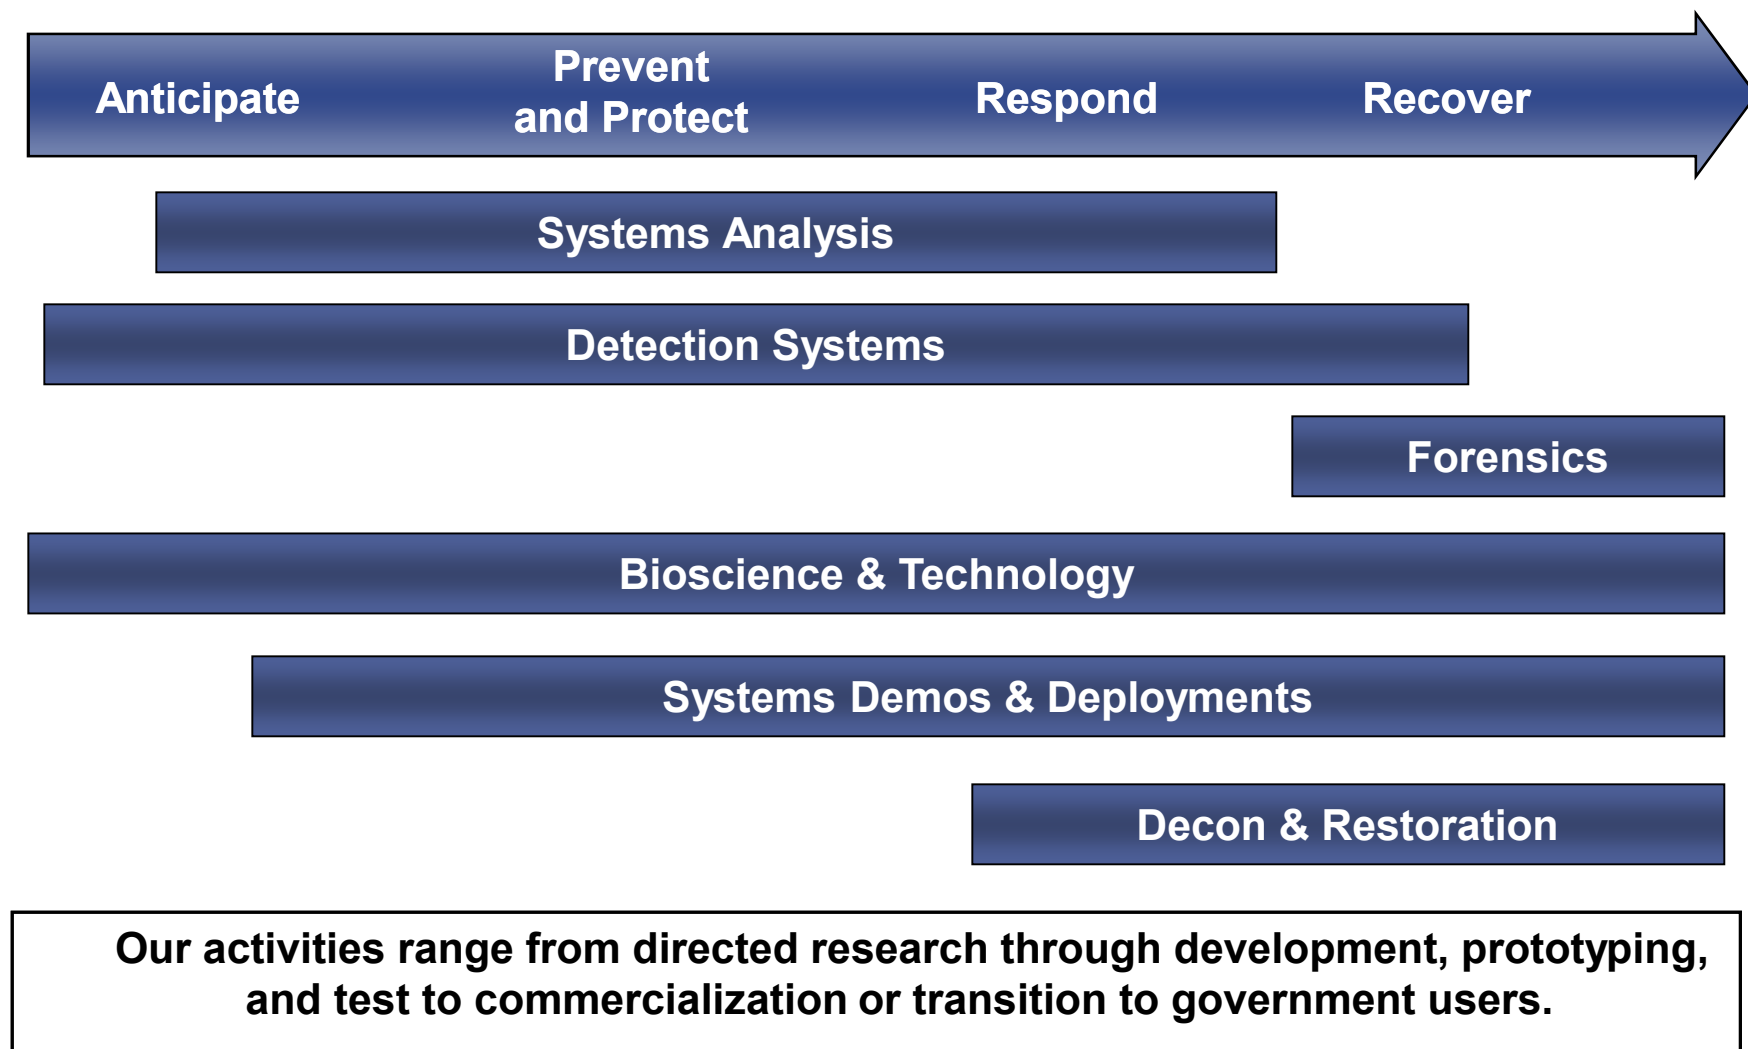 Anticipate
Prevent
and Protect
Respond
Recover
Systems Analysis
Detection Systems
Forensics
Bioscience & Technology
Systems Demos & Deployments
Decon & Restoration
Our activities range from directed research through development, prototyping,
and test to commercialization or transition to government users.